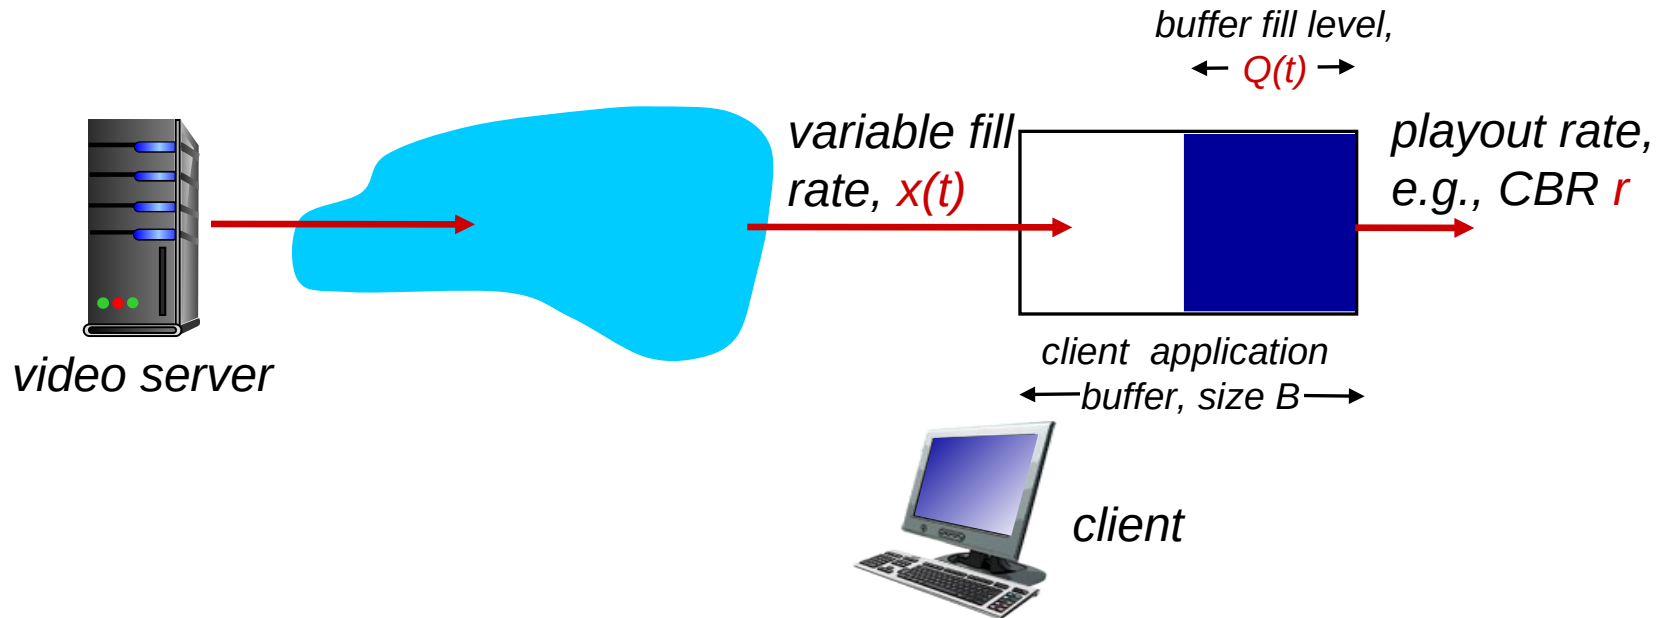 buffer fill level,
Q(t)
variable fill
rate, x(t)
playout rate,
e.g., CBR r
video server
client application
buffer, size B
client